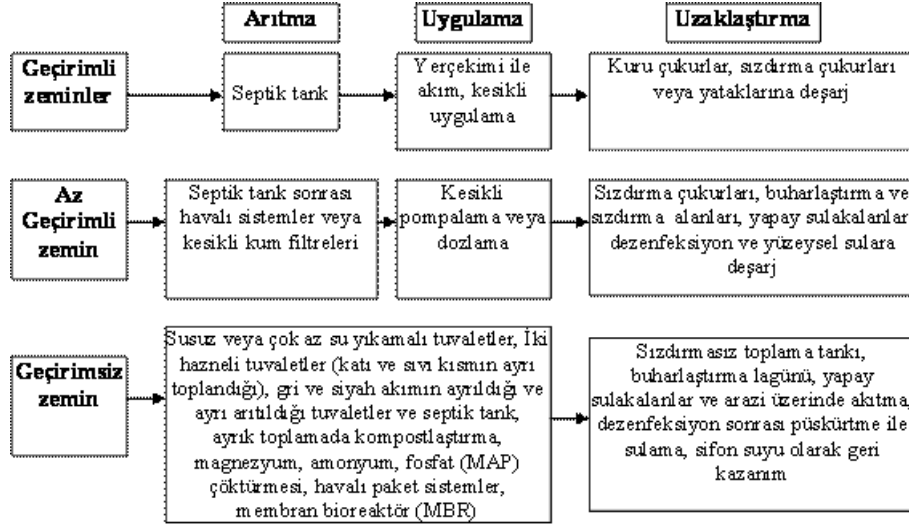 Arıtma
Uygulama
Uzaklaştırma
Geçirimli
zeminler
Septik tank
Yerçekimi ile
akım, kesikli
uygulama
Kuru çukurlar, sızdırma çukurları
veya yataklarına deşarj
Az
Geçirimli
zemin
Septik tank sonrası
havalı sistemler veya
kesikli kum filtreleri
Kesikli
pompalama veya
dozlama
Sızdırma çukurları, buharlaştırma ve
sızdırma alanları, yapay sulakalanlar
dezenfeksiyon ve yüzeysel sulara
deşarj
Geçirimsiz
zemin
Susuz veya çok az su yıkamalı tuvaletler, İki
hazneli tuvaletler (katı ve sıvı kısmın ayrı
toplandığı), gri ve siyah akımın ayrıldığı ve
ayrı arıtıldığı tuvaletler ve septik tank,
ayrık toplamada kompostlaştırma,
magnezyum, amonyum, fosfat (MAP)
çöktürmesi, havalı paket sistemler,
membran bioreaktör (MBR)
Sızdırmasız toplama tankı,
buharlaştırma lagünü, yapay
sulakalanlar ve arazi üzerinde akıtma,
dezenfeksiyon sonrası püskürtme ile
sulama, sifon suyu olarak geri
kazanım